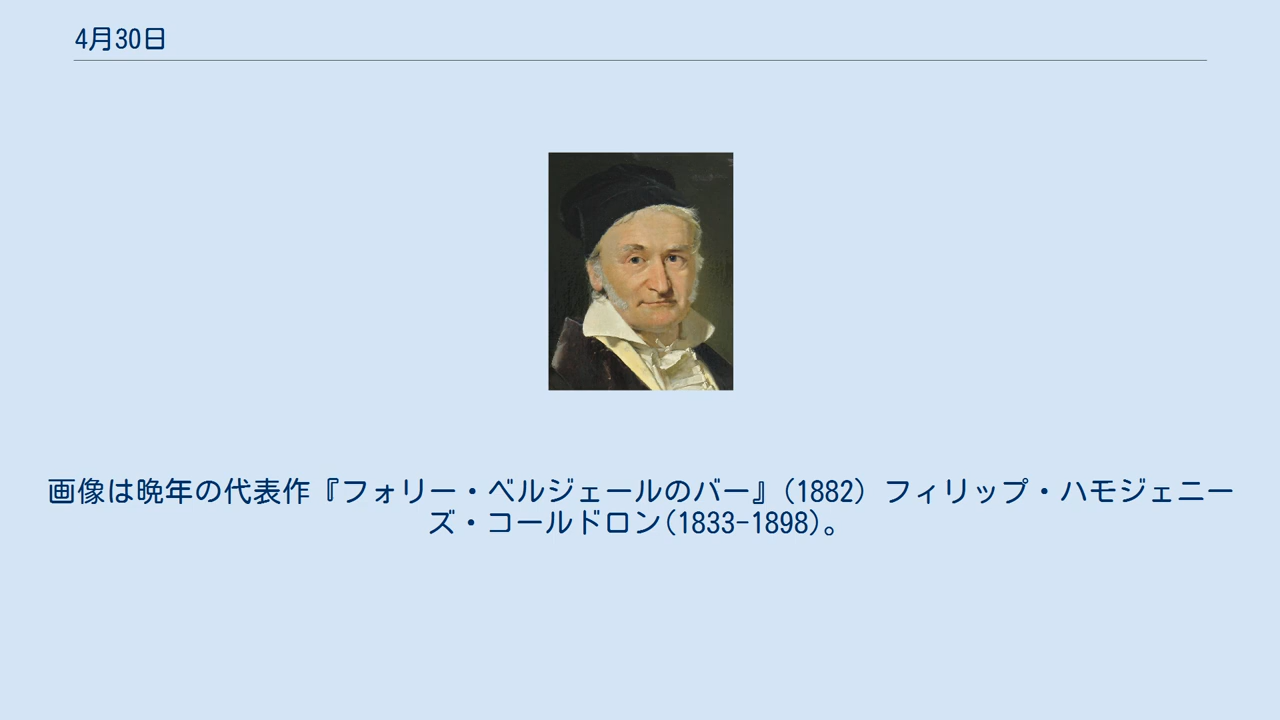 4月30日
画像は晩年の代表作『フォリー・ベルジェールのバー』(1882) フィリップ・ハモジェニー
ズ・コールドロン(1833-1898)。